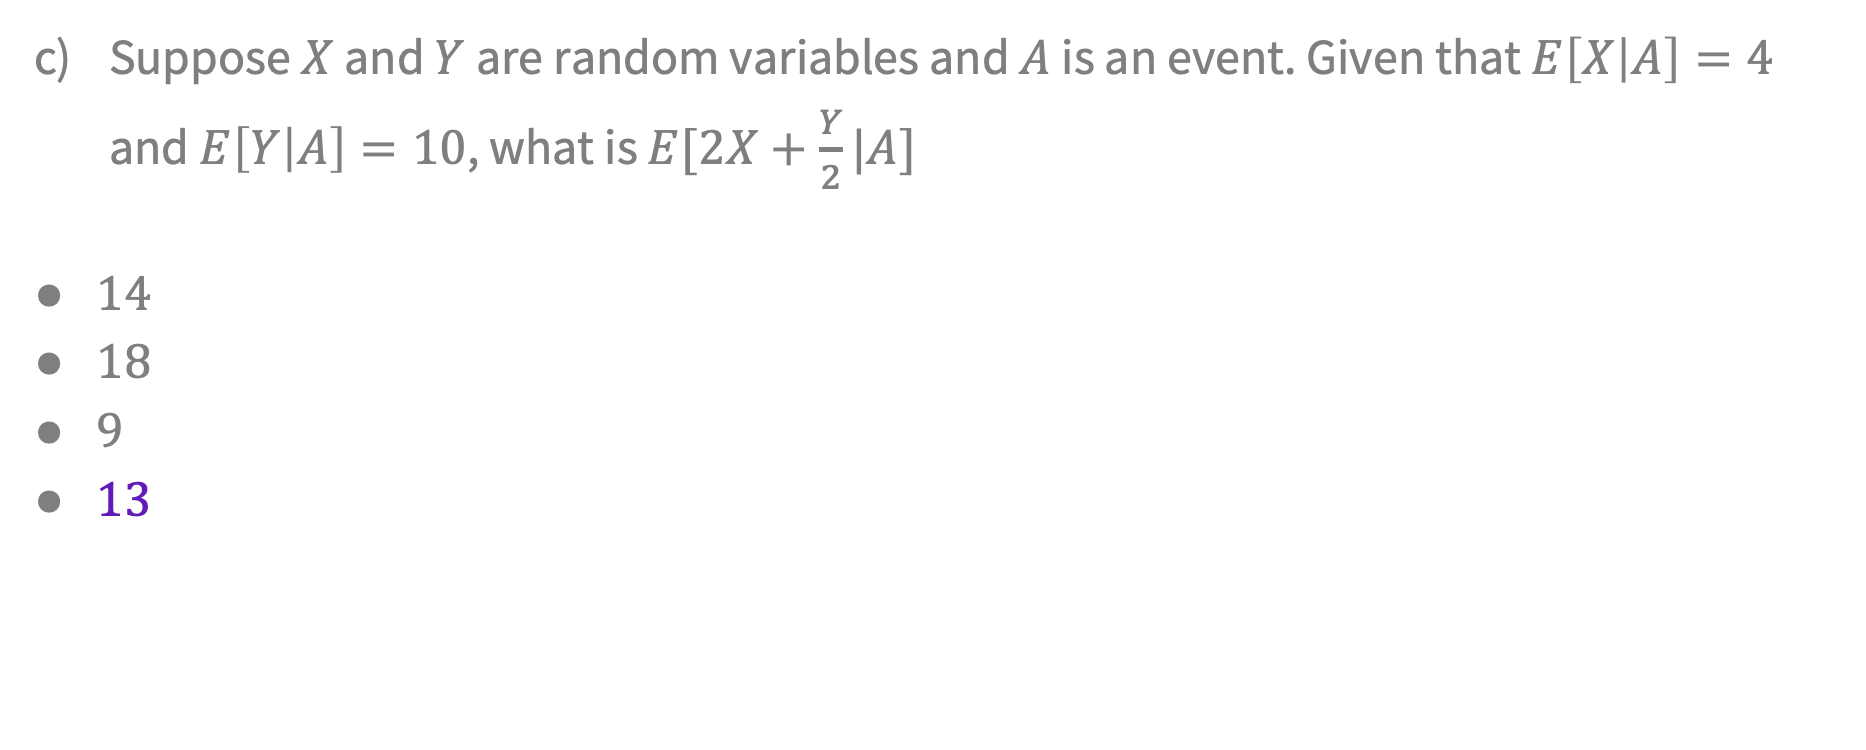 c) Suppose X and Y are random variables and A is an event. Given that E[X|A] = 4
and E[Y|A] = 10, what is E[2X + Y/2 |A]
● 14
● 18
● 9
● 13